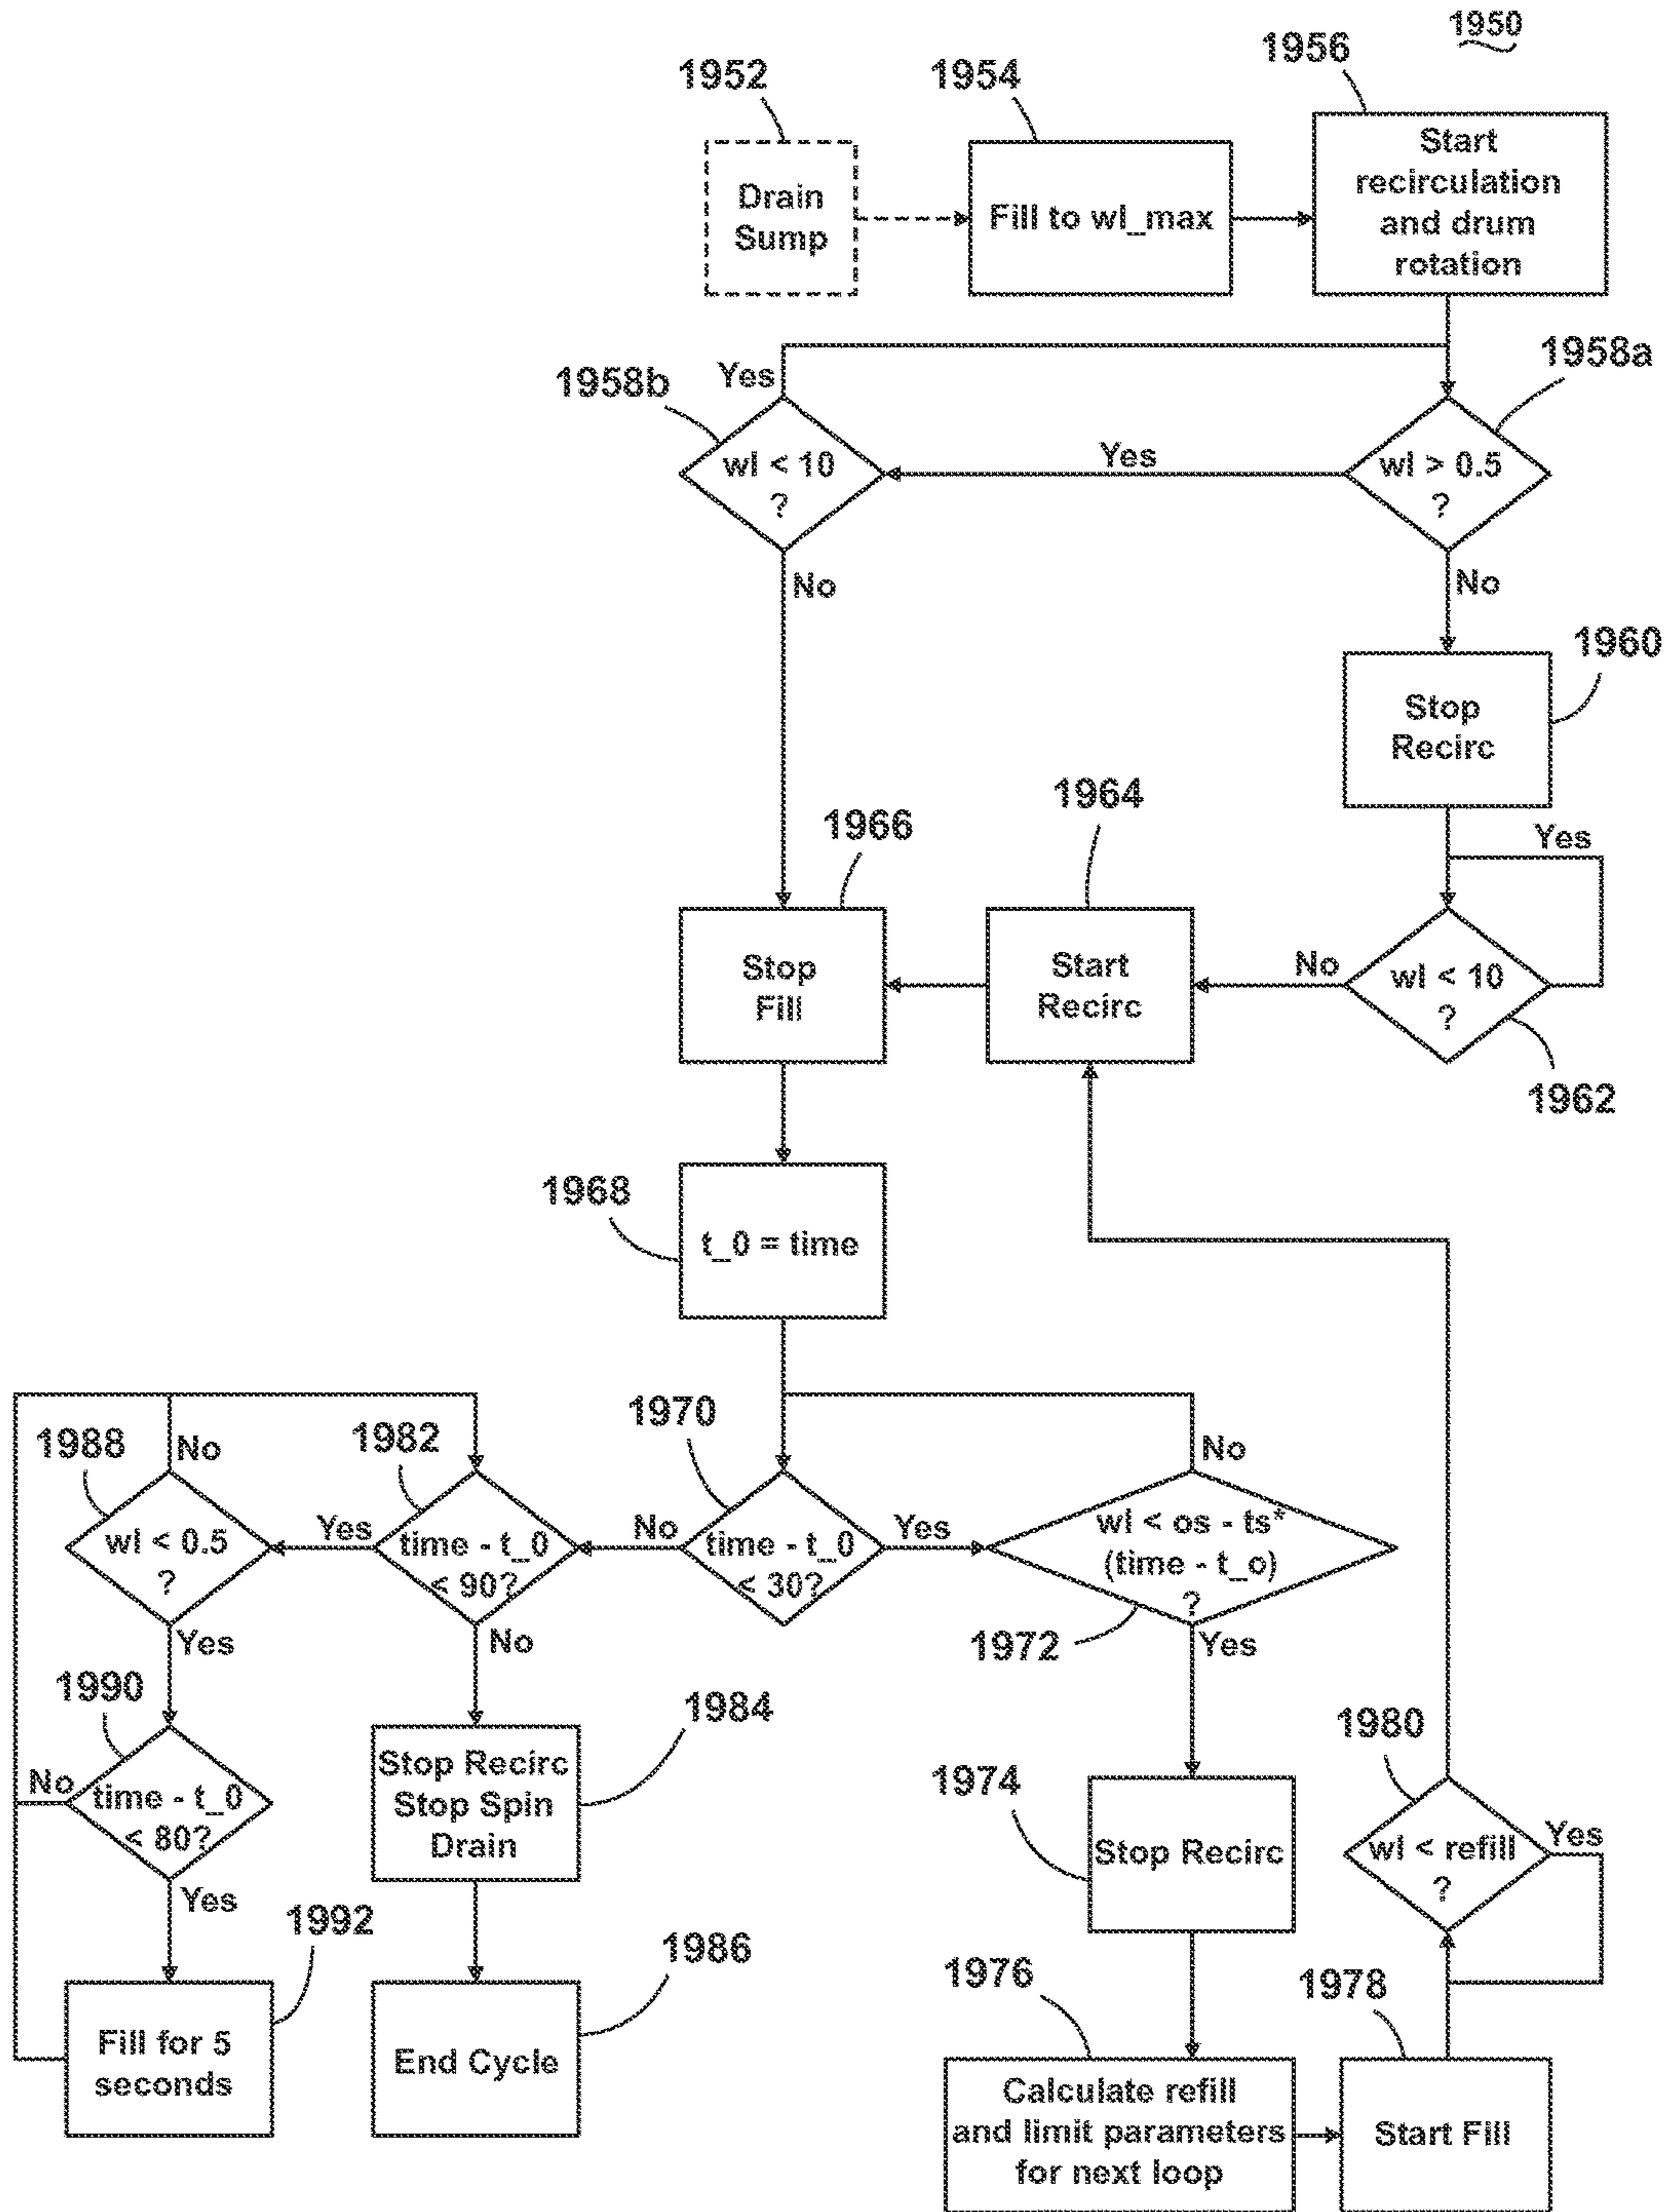 1950
1956
1952
1954
Start
recirculation
and drum
rotation
Drain
Sump
Fill to wl_max
1958a
1958b
Yes
wl < 10
?
Yes
wl > 0.5
?
No
No
1960
Stop
Recirc
1964
1966
Yes
Stop
Fill
Start
Recirc
No
wl < 10
?
1962
1968
t_0 = time
1970
1982
1988
No
No
wl < 0.5
?
Yes
time - t_0
< 90?
No
time - t_0
< 30?
Yes
wl < os - ts*
(time - t_o)
?
1972
Yes
No
Yes
1990
1984
1980
No
time - t_0
< 80?
Stop Recirc
Stop Spin
Drain
1974
Stop Recirc
wl < refill
?
Yes
Yes
1992
1986
1976
1978
Fill for 5
seconds
End Cycle
Calculate refill
and limit parameters
for next loop
Start Fill